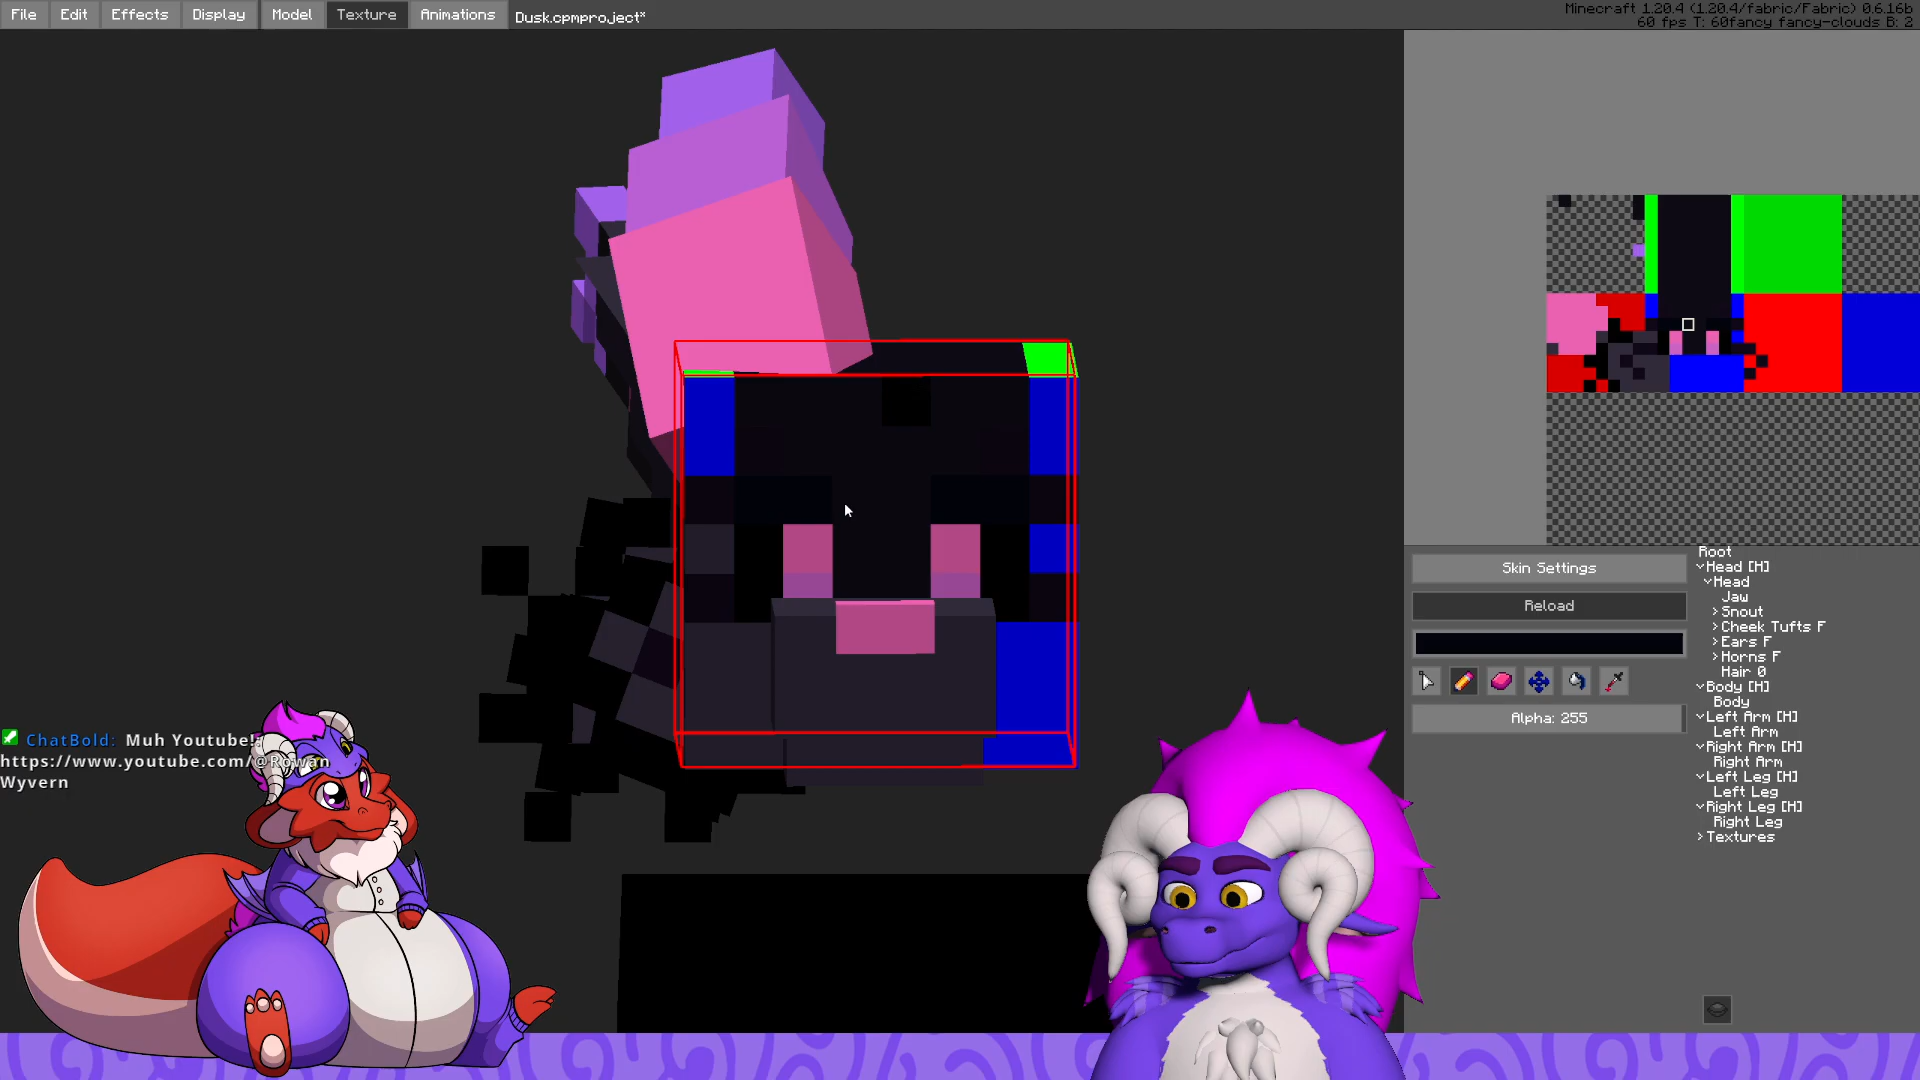 File Edit Effects Display Model Texture Animations Dusk.cpmproject*
Minecraft 1.20.4 (1.20.4/fabric/Fabric) 0.6.16b
60 fps T: 60fancy fancy-clouds B: 2
Skin Settings
Reload
Alpha: 255
Root
Head [H]
Head
Jaw
Snout
Cheek Tufts F
Ears F
Horns F
Hair 0
Body [H]
Body
Left Arm [H]
Left Arm
Right Arm [H]
Right Arm
Left Leg [H]
Left Leg
Right Leg [H]
Right Leg
Textures
ChatBold: Muh Youtube!:
https://www.youtube.com/@Rowan
Wyvern